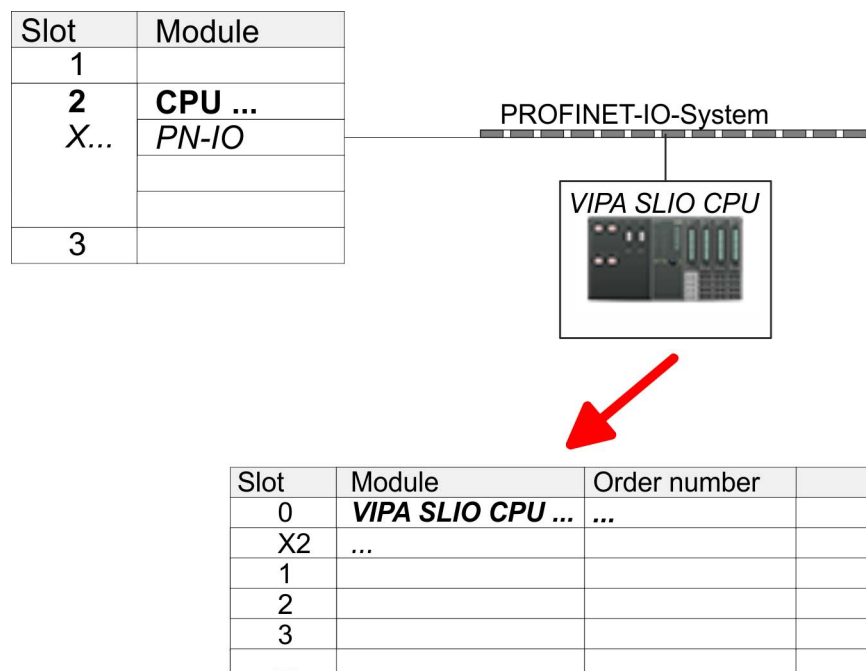 Slot Module
1
2 CPU ...
X... PN-IO
3
PROFINET-IO-System
VIPA SLIO CPU
Slot Module Order number
0 VIPA SLIO CPU ... ...
X2 ...
1
2
3